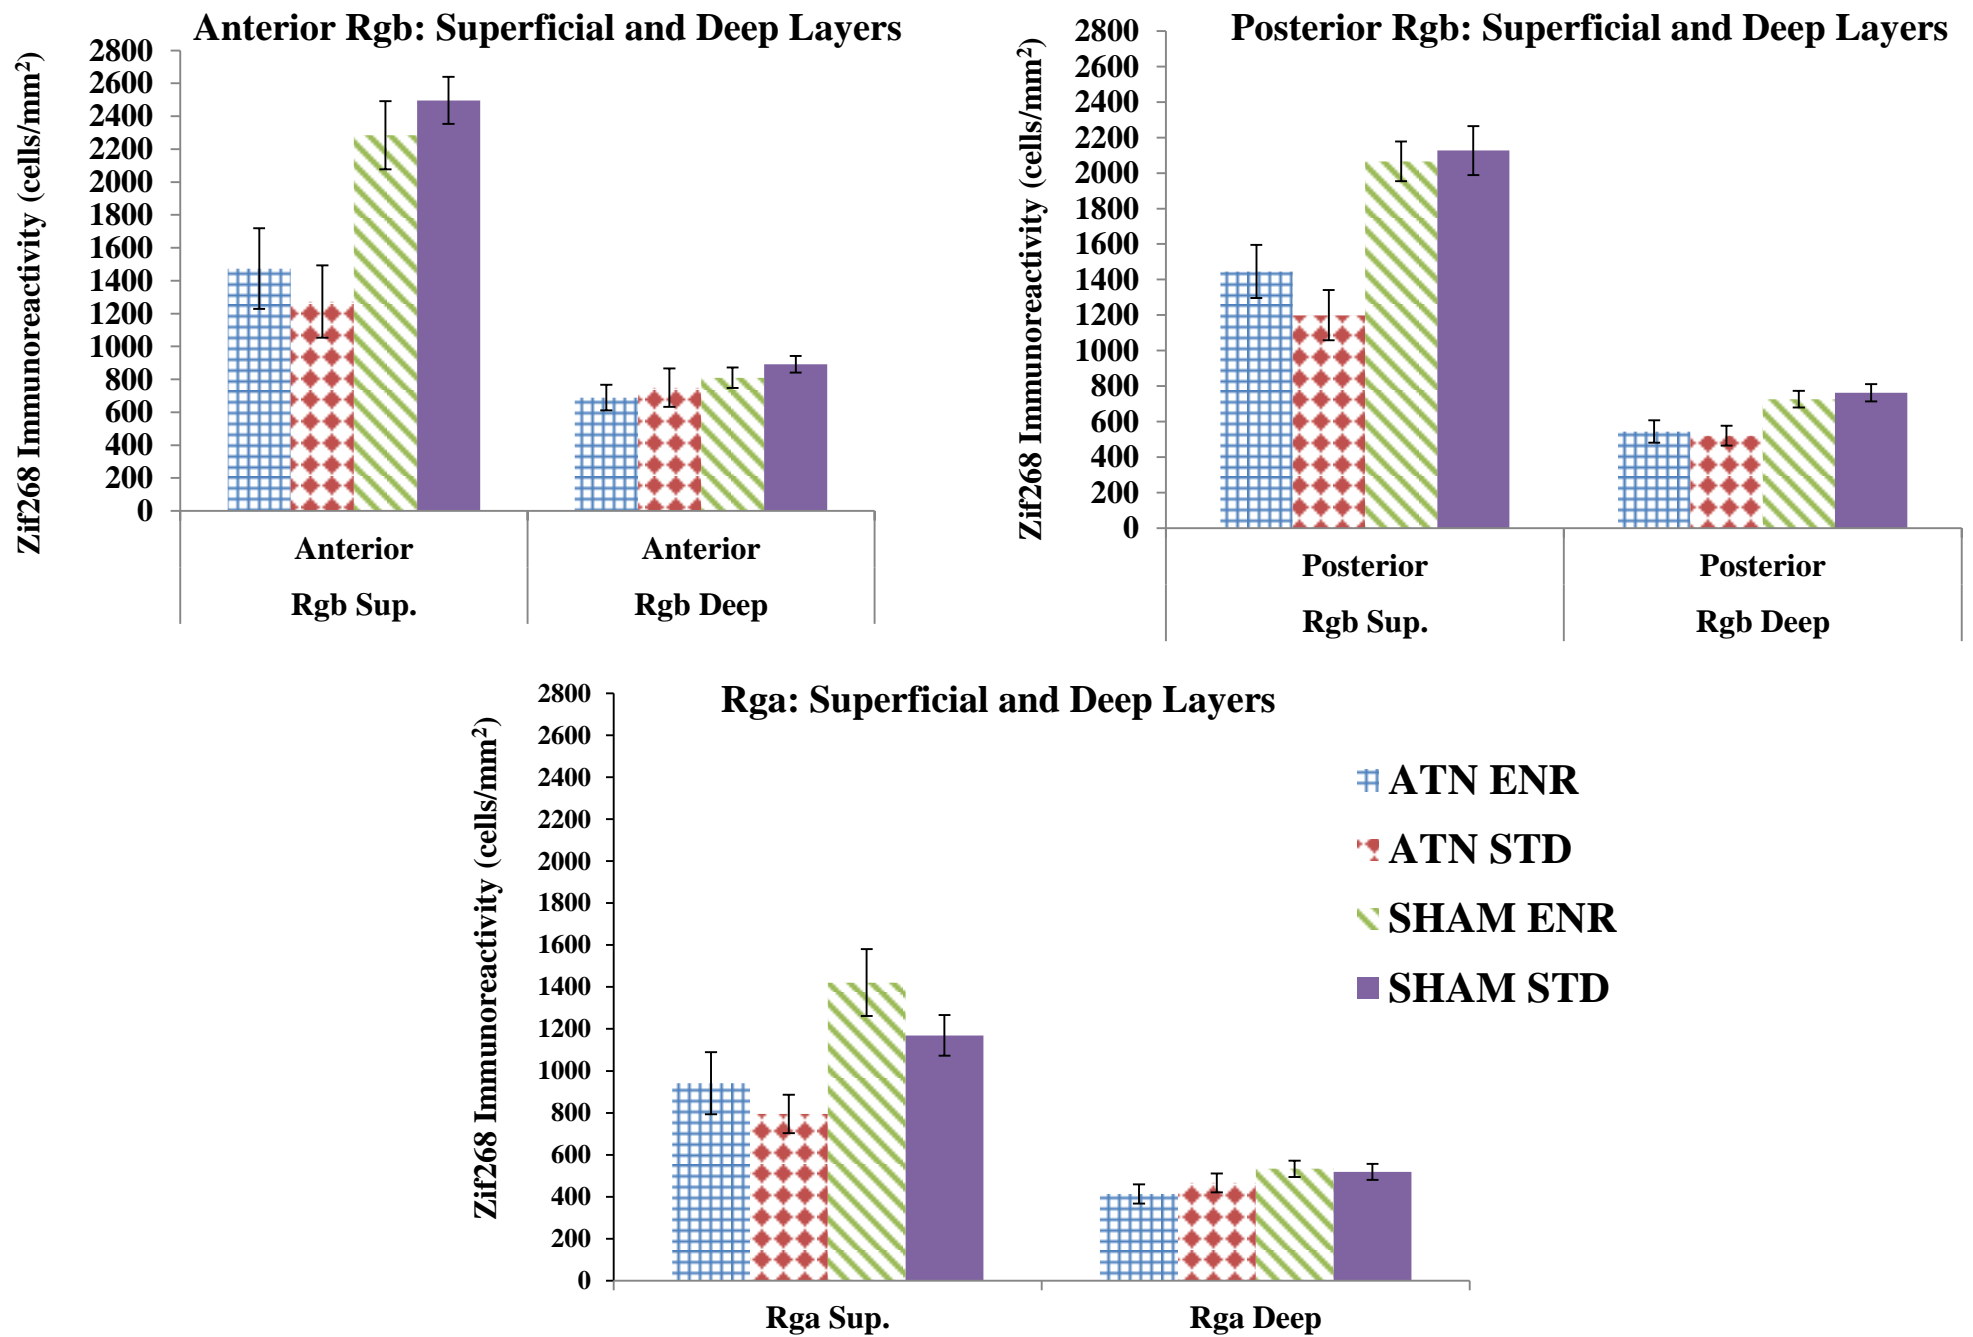 Anterior Rgb: Superficial and Deep Layers
Zif268 Immunoreactivity (cells/mm²)
2800
2600
2400
2200
2000
1800
1600
1400
1200
1000
800
600
400
200
0
Anterior
Anterior
Rgb Sup.
Rgb Deep
Posterior Rgb: Superficial and Deep Layers
Zif268 Immunoreactivity (cells/mm²)
2800
2600
2400
2200
2000
1800
1600
1400
1200
1000
800
600
400
200
0
Posterior
Posterior
Rgb Sup.
Rgb Deep
Rga: Superficial and Deep Layers
Zif268 Immunoreactivity (cells/mm²)
2800
2600
2400
2200
2000
1800
1600
1400
1200
1000
800
600
400
200
0
Rga Sup.
Rga Deep
ATN ENR
ATN STD
SHAM ENR
SHAM STD